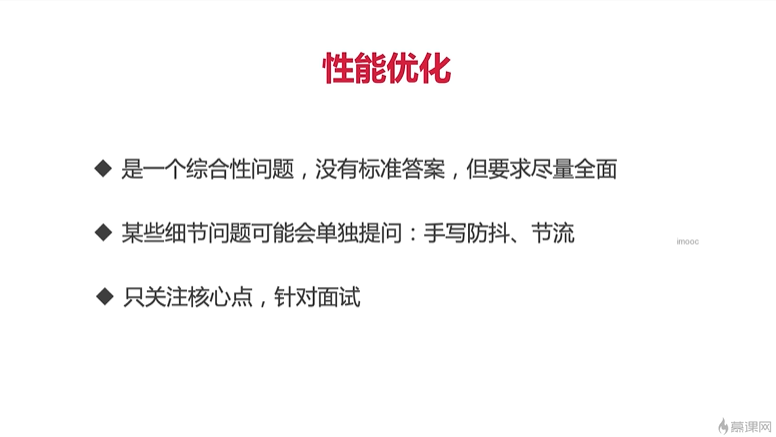 性能优化
◆ 是一个综合性问题，没有标准答案，但要求尽量全面
◆ 某些细节问题可能会单独提问：手写防抖、节流
imooc
◆ 只关注核心点，针对面试
慕课网